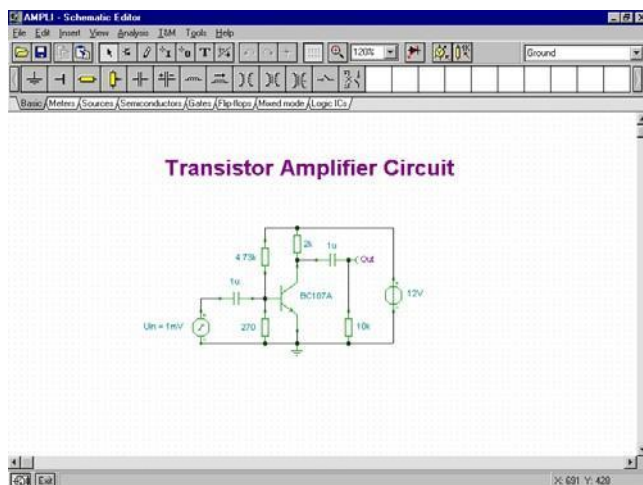 AMPLI - Schematic Editor
File Edit Insert View Analysis T&M Tools Help
T 120% Ground
Basic Meters Sources Semiconductors Gates Flip-flops Mixed mode Logic ICs
Transistor Amplifier Circuit
2k
1u
4.73k
Out
1u
BC107A
12V
Uin = 1mV
270
10k
Exit
X: 691 Y: 420